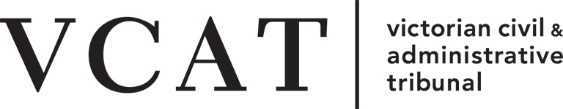 VCAT
victorian civil &
administrative
tribunal